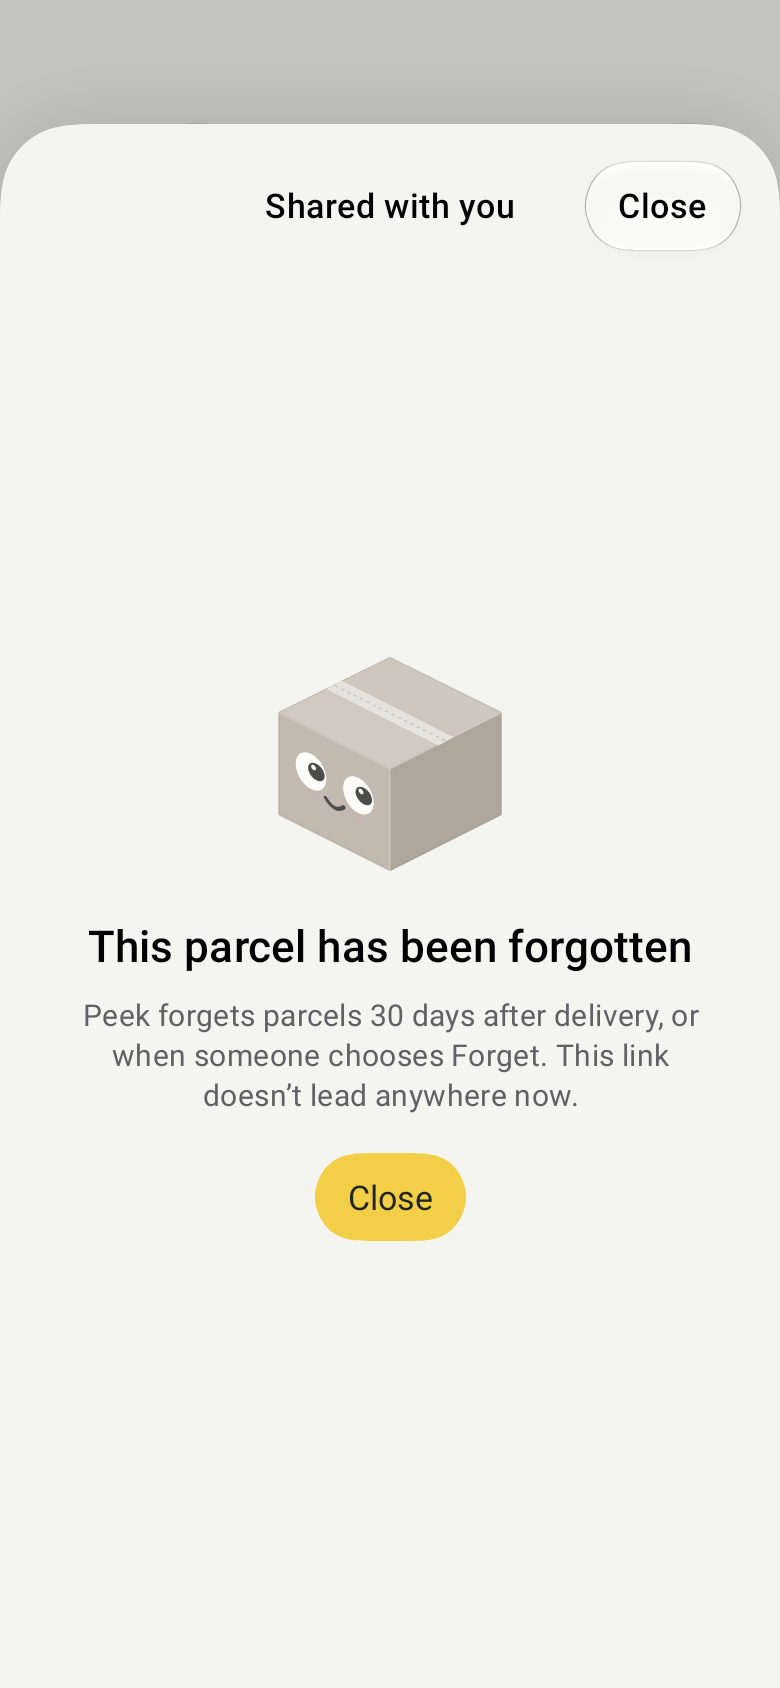 Shared with you
Close
This parcel has been forgotten
Peek forgets parcels 30 days after delivery, or
when someone chooses Forget. This link
doesn’t lead anywhere now.
Close